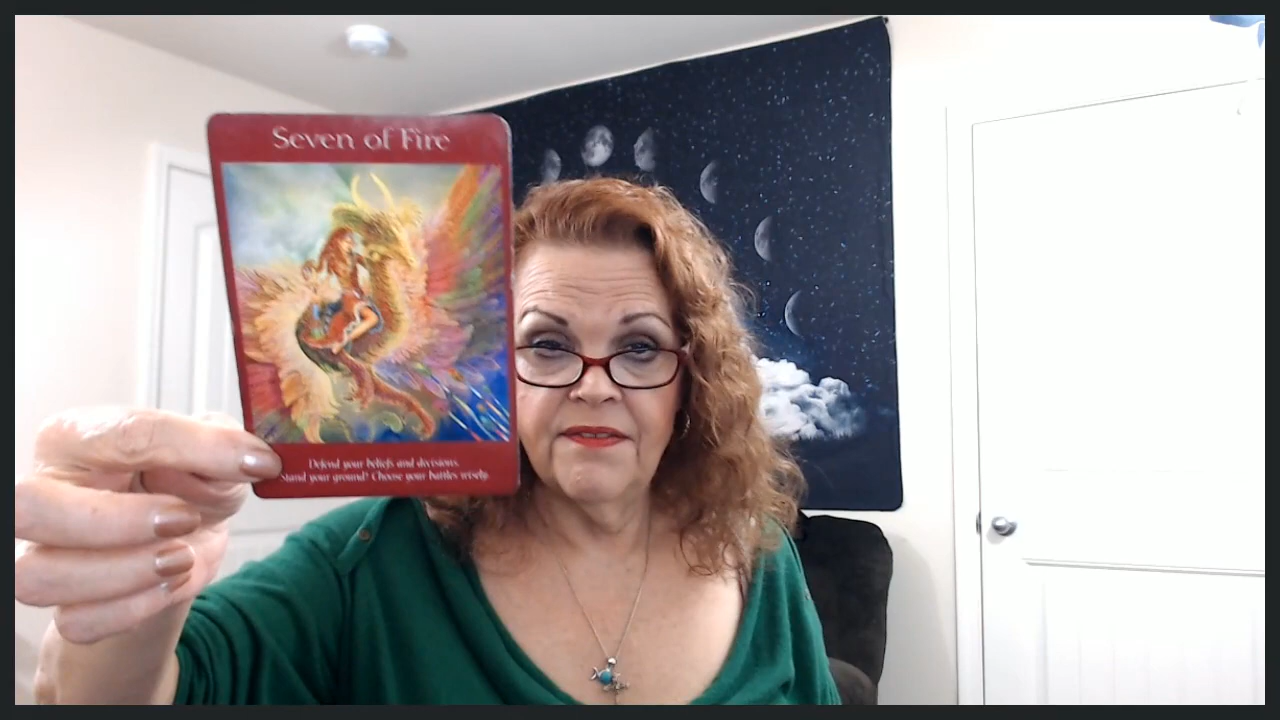 Seven of Fire
Defend your beliefs and decisions.
Stand your ground? Choose your battles wisely.